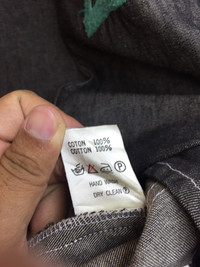 COTON 100%
COTTON 100%
P
HAND WASH
DRY CLEAN P